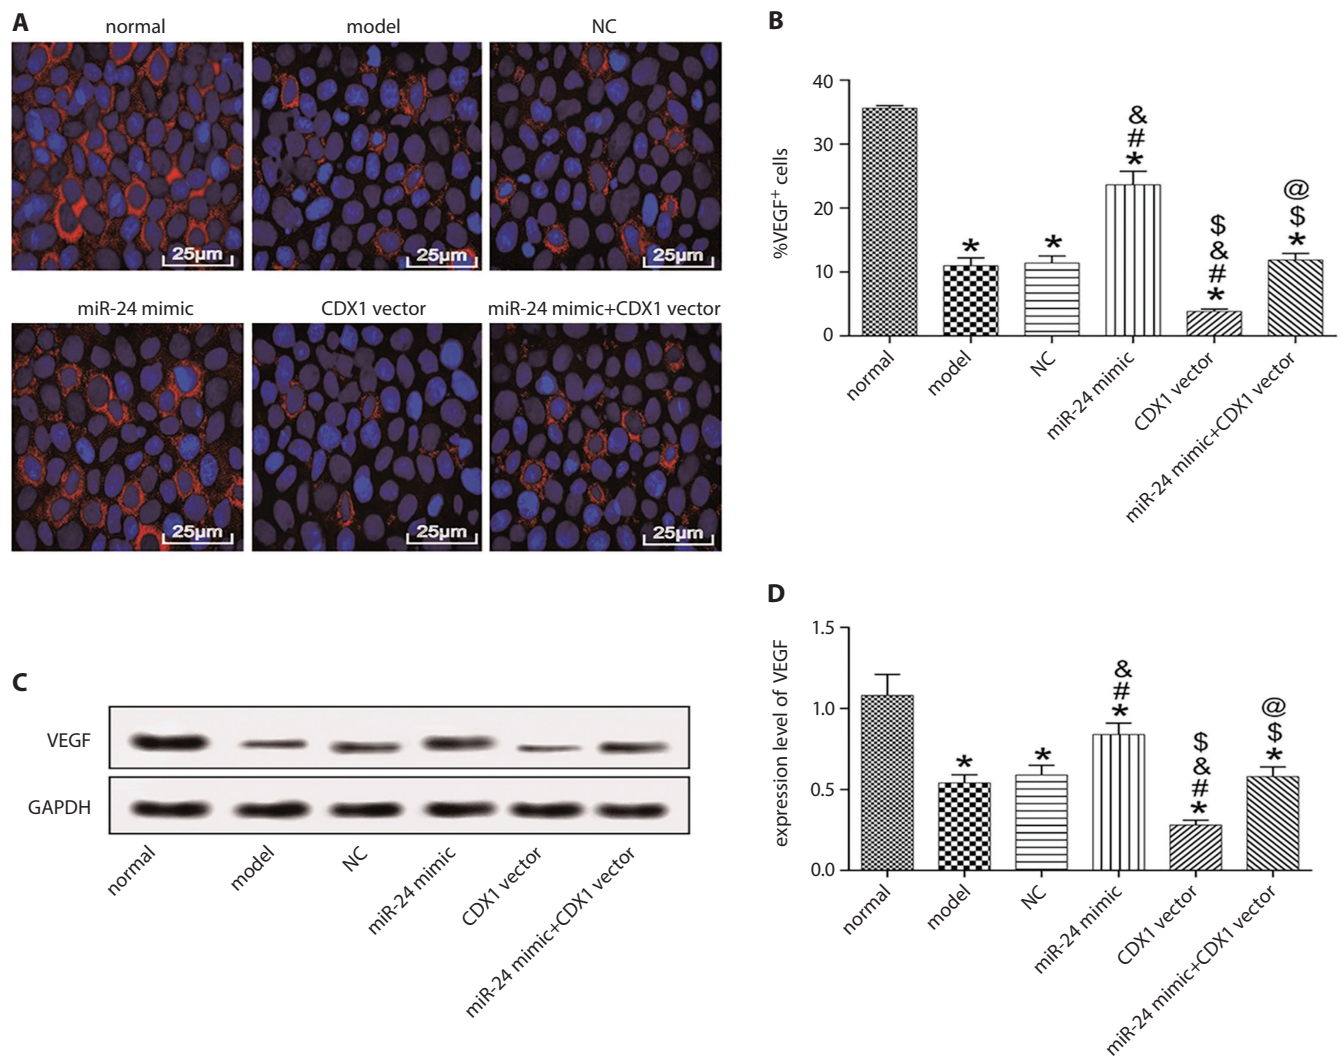 A
normal
model
NC
25μm
25μm
25μm
miR-24 mimic
CDX1 vector
miR-24 mimic+CDX1 vector
25μm
25μm
25μm
B
40
30
20
10
0
%VEGF+ cells
*
*
&
#
*
$
&
#
*
@
$
*
normal
model
NC
miR-24 mimic
CDX1 vector
miR-24 mimic+CDX1 vector
C
VEGF
GAPDH
normal
model
NC
miR-24 mimic
CDX1 vector
miR-24 mimic+CDX1 vector
D
1.5
1.0
0.5
0.0
expression level of VEGF
*
*
&
#
*
$
&
#
*
@
$
*
normal
model
NC
miR-24 mimic
CDX1 vector
miR-24 mimic+CDX1 vector